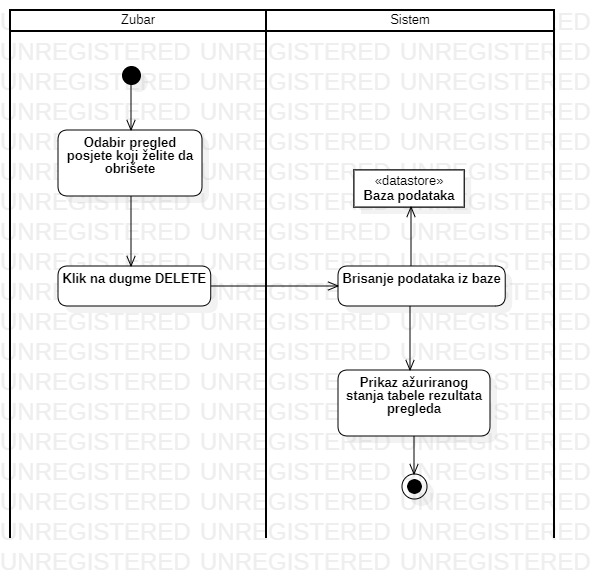 Zubar
Sistem
Odabir pregled
posjete koji želite da
obrišete
«datastore»
Baza podataka
Klik na dugme DELETE
Brisanje podataka iz baze
Prikaz ažuriranog
stanja tabele rezultata
pregleda
UNREGISTERED UNREGISTERED UNREGISTERED